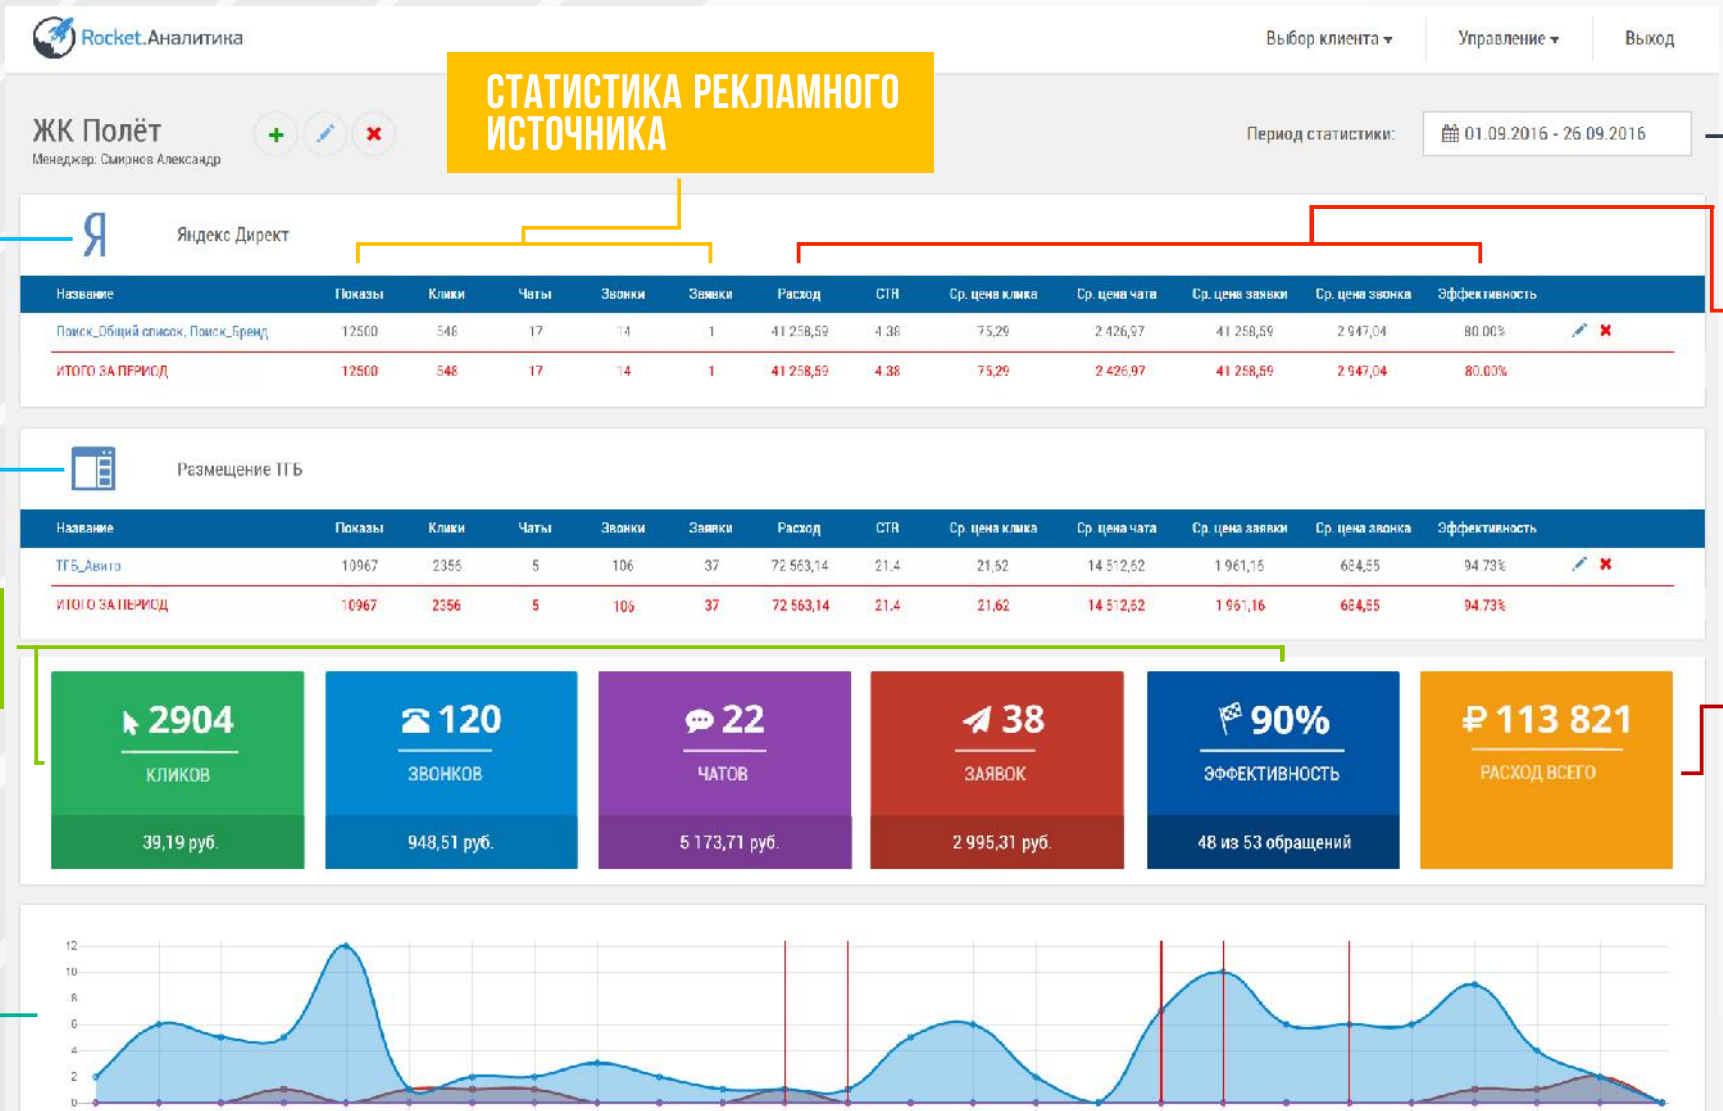 Rocket.Аналитика
Выбор клиента
Управление
Выход
СТАТИСТИКА РЕКЛАМНОГО
ИСТОЧНИКА
ЖК Полёт
Менеджер: Смирнов Александр
Период статистики:
01.09.2016 - 26.09.2016
Я
Яндекс Директ
Название Показы Клики Чаты Звонки Заявки Расход CTR Ср. цена клика Ср. цена чата Ср. цена заявки Ср. цена звонка Эффективность
Поиск_Общий список, Поиск_Бренд 12500 548 17 14 1 41 258,59 4.38 75,29 2 426,97 41 258,59 2 947,04 80.00%
ИТОГО ЗА ПЕРИОД 12500 548 17 14 1 41 258,59 4.38 75,29 2 426,97 41 258,59 2 947,04 80.00%
Размещение ТГБ
Название Показы Клики Чаты Звонки Заявки Расход CTR Ср. цена клика Ср. цена чата Ср. цена заявки Ср. цена звонка Эффективность
ТГБ_Авито 10967 2356 5 106 37 72 563,14 21.4 21,62 14 512,62 1 961,16 684,55 94.73%
ИТОГО ЗА ПЕРИОД 10967 2356 5 106 37 72 563,14 21.4 21,62 14 512,62 1 961,16 684,55 94.73%
2904 120 22 38 90% ₽ 113 821
КЛИКОВ ЗВОНКОВ ЧАТОВ ЗАЯВОК ЭФФЕКТИВНОСТЬ РАСХОД ВСЕГО
39,19 руб. 948,51 руб. 5 173,71 руб. 2 995,31 руб. 48 из 53 обращений
12
10
8
6
4
2
0